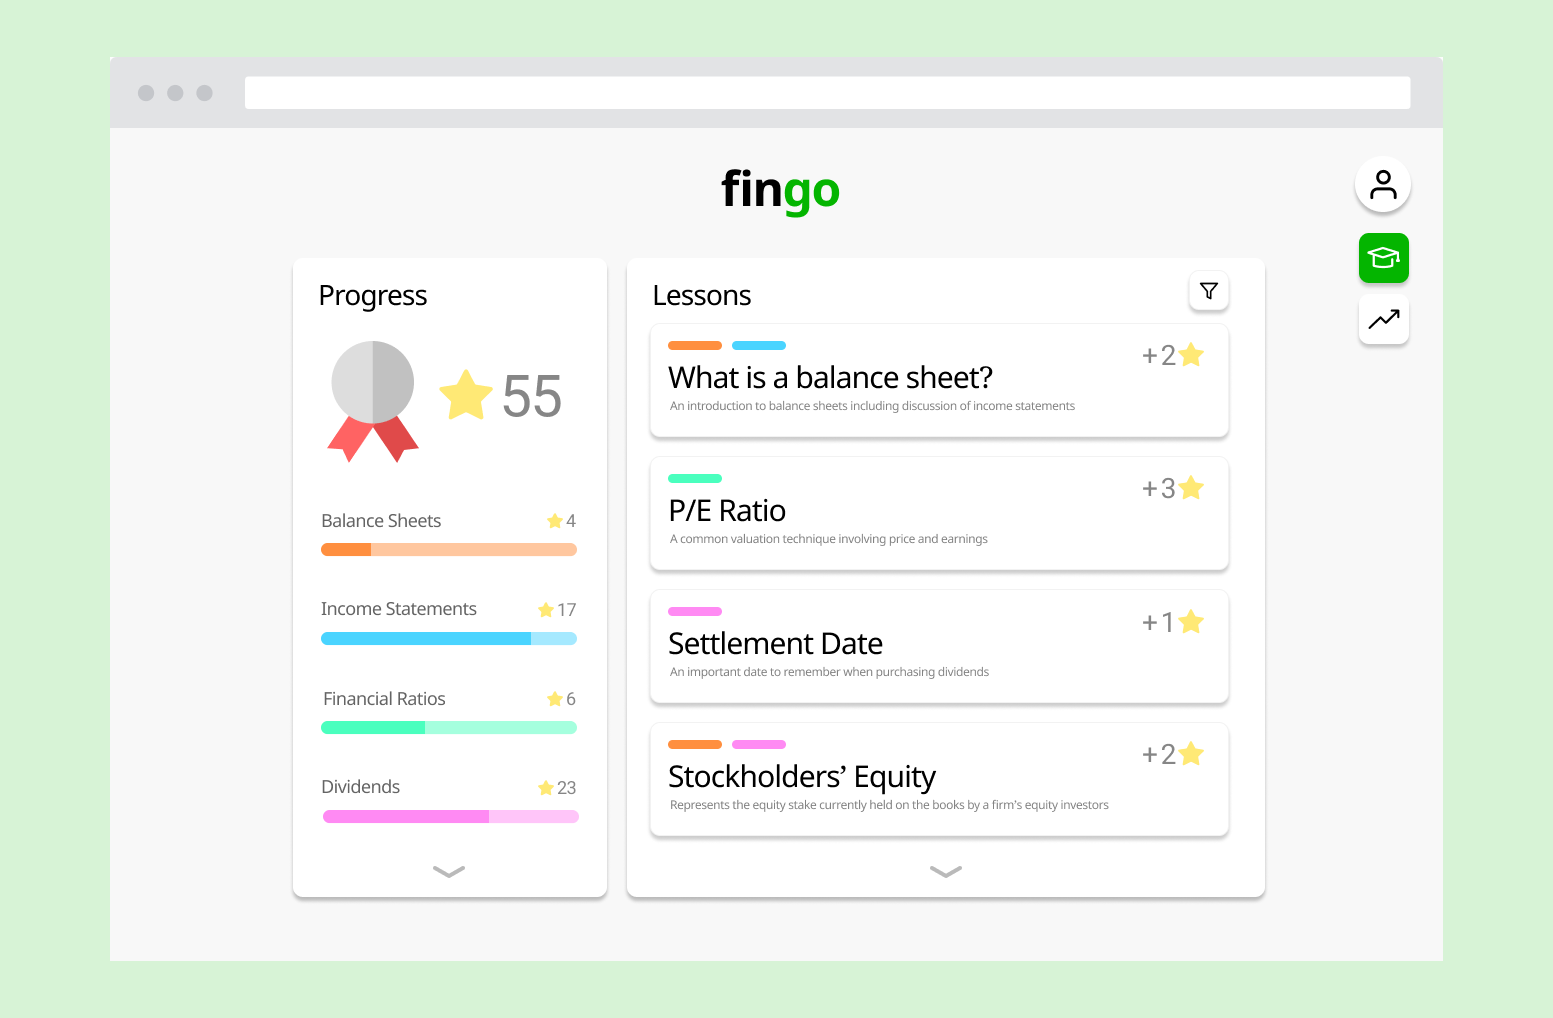 fingo
Progress
55
Balance Sheets 4
Income Statements 17
Financial Ratios 6
Dividends 23
Lessons
+2
What is a balance sheet?
An introduction to balance sheets including discussion of income statements
+3
P/E Ratio
A common valuation technique involving price and earnings
+1
Settlement Date
An important date to remember when purchasing dividends
+2
Stockholders’ Equity
Represents the equity stake currently held on the books by a firm's equity investors